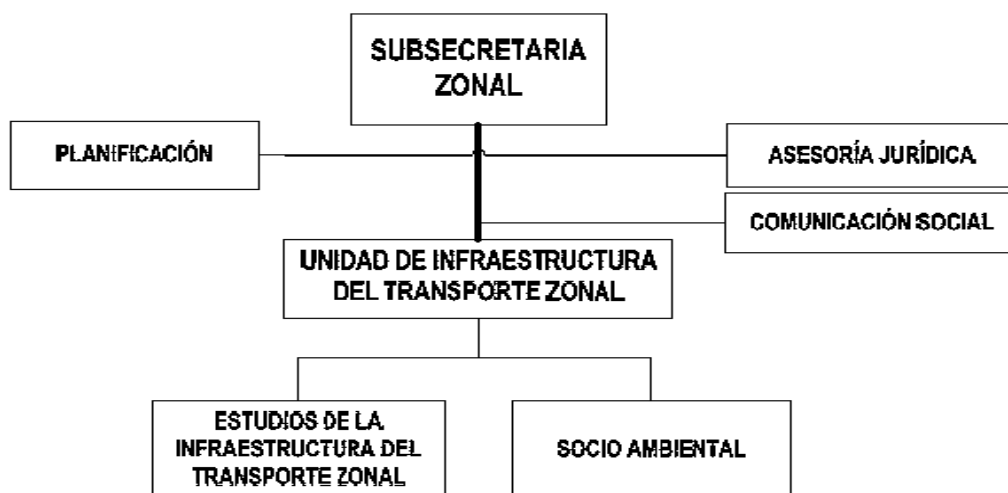 SUBSECRETARIA
ZONAL
PLANIFICACIÓN
ASESORÍA JURÍDICA
COMUNICACIÓN SOCIAL
UNIDAD DE INFRAESTRUCTURA
DEL TRANSPORTE ZONAL
ESTUDIOS DE LA
INFRAESTRUCTURA DEL
TRANSPORTE ZONAL
SOCIO AMBIENTAL